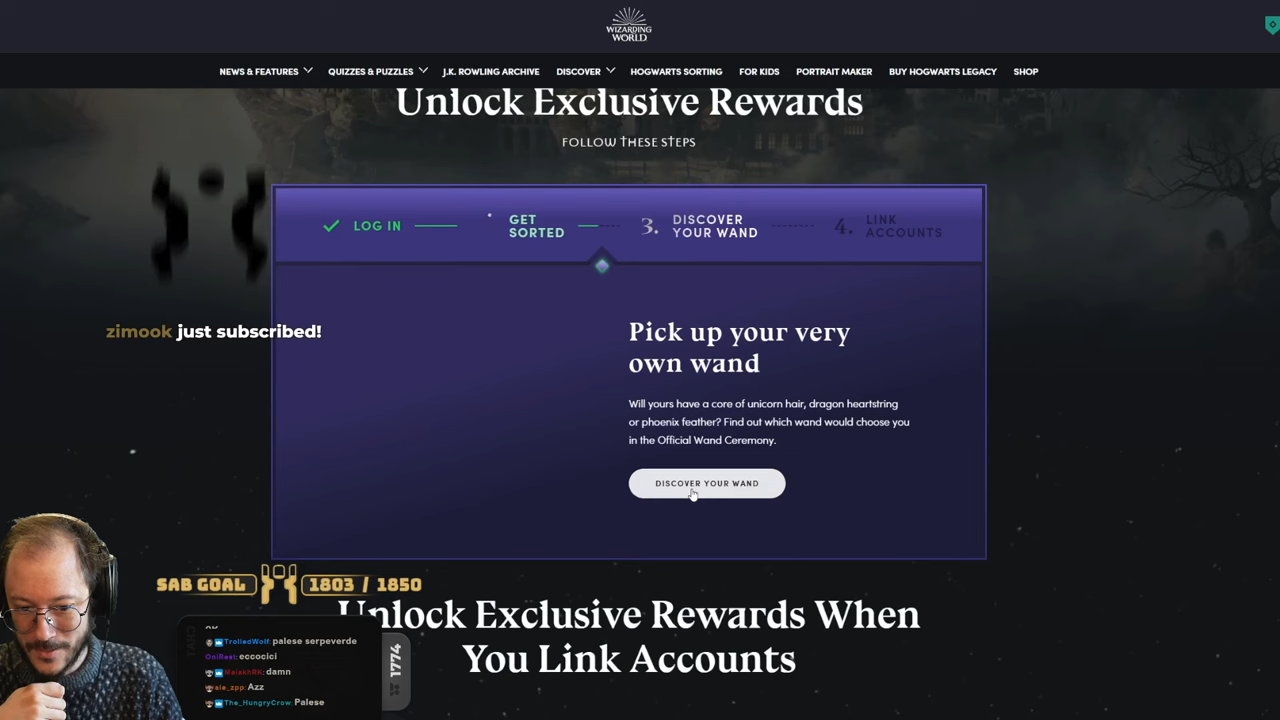 WIZARDING
WORLD
NEWS & FEATURES QUIZZES & PUZZLES J.K. ROWLING ARCHIVE DISCOVER HOGWARTS SORTING FOR KIDS PORTRAIT MAKER BUY HOGWARTS LEGACY SHOP
Unlock Exclusive Rewards
FOLLOW THESE STEPS
LOG IN
GET
SORTED
3. DISCOVER
YOUR WAND
4. LINK
ACCOUNTS
zimook just subscribed!
Pick up your very
own wand
Will yours have a core of unicorn hair, dragon heartstring
or phoenix feather? Find out which wand would choose you
in the Official Wand Ceremony.
DISCOVER YOUR WAND
SAB GOAL 1803 / 1850
Unlock Exclusive Rewards When
You Link Accounts
TrolledWolf: palese serpeverde
OniReat: eccocici
MalakhRK: damn
ale_zpp: Azz
The_HungryCrow: Palese
1774